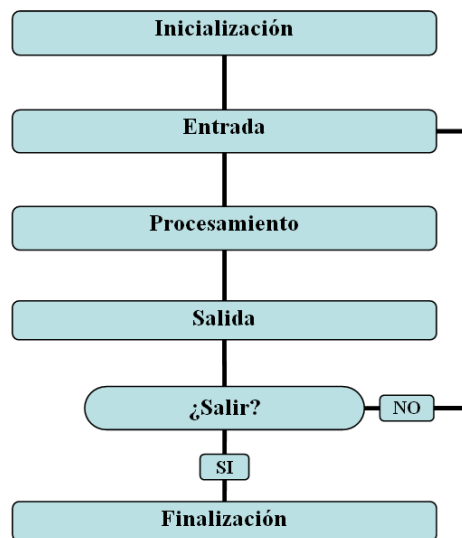 Inicialización
Entrada
Procesamiento
Salida
¿Salir?
NO
SI
Finalización